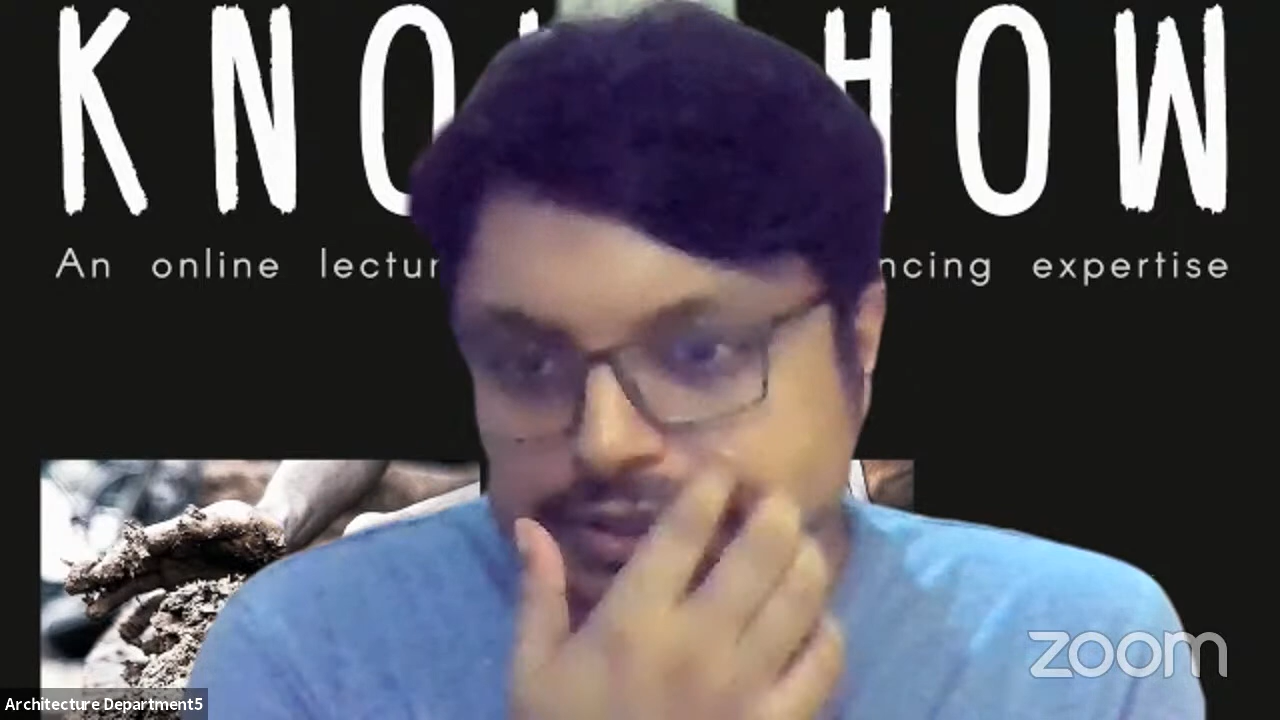 KNO HOW
An online lectur ncing expertise
zoom
Architecture Department5